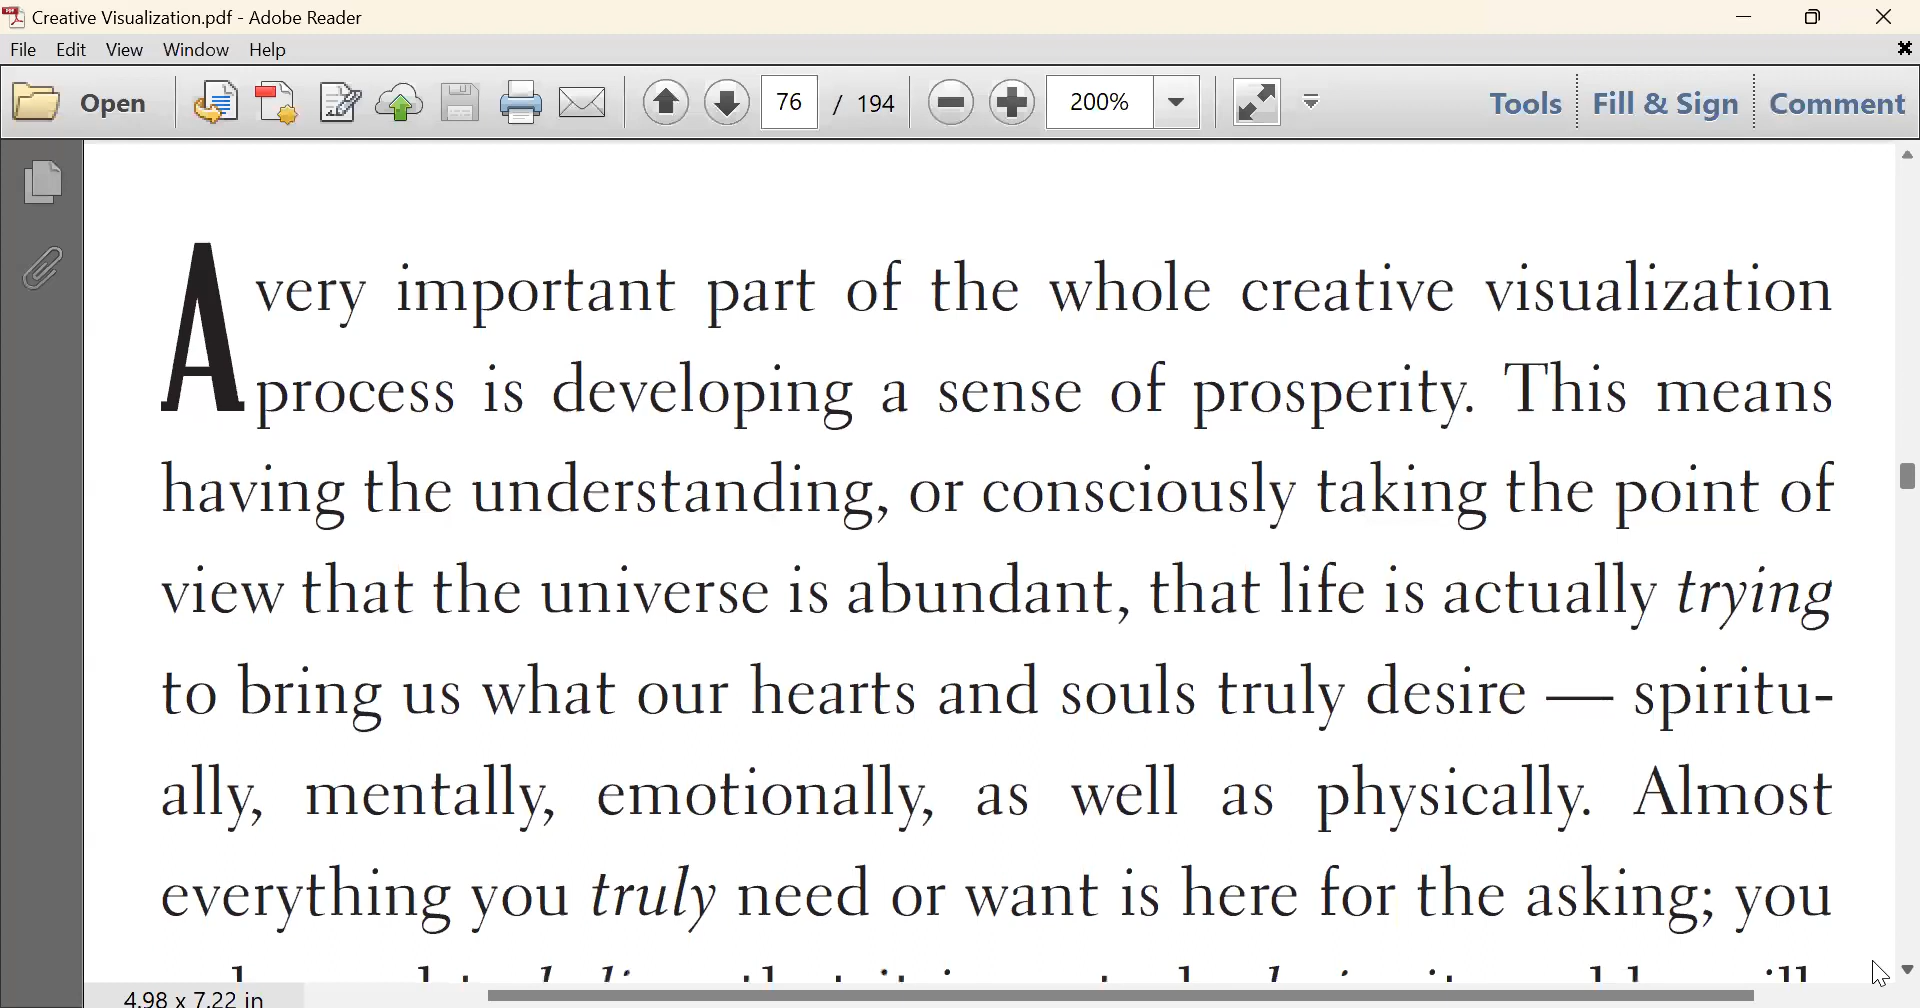 Creative Visualization.pdf - Adobe Reader
File Edit View Window Help
Open 76 / 194 200% Tools Fill & Sign Comment
A very important part of the whole creative visualization
process is developing a sense of prosperity. This means
having the understanding, or consciously taking the point of
view that the universe is abundant, that life is actually trying
to bring us what our hearts and souls truly desire — spiritu-
ally, mentally, emotionally, as well as physically. Almost
everything you truly need or want is here for the asking; you
4.98 x 7.22 in